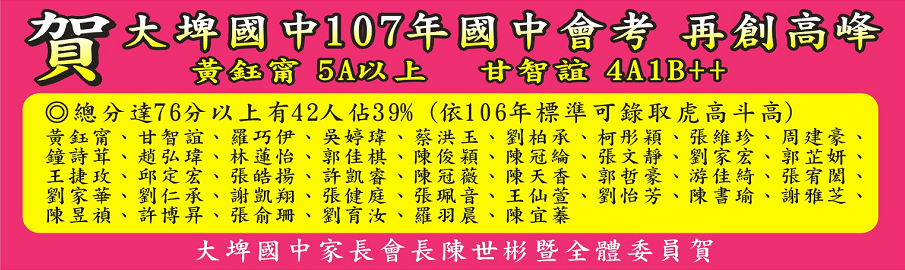 賀 大埤國中107年國中會考 再創高峰
黃鈺甯 5A以上 甘智誼 4A1B++
◎總分達76分以上有42人佔39% (依106年標準可錄取虎高斗高)
黃鈺甯、甘智誼、羅巧伊、吳婷瑋、蔡洪玉、劉柏承、柯彤穎、張維珍、周建豪、
鐘詩茸、趙弘瑋、林蓮怡、郭佳棋、陳俊穎、陳冠綸、張文靜、劉家宏、郭芷妍、
王捷玫、邱定宏、張皓揚、許凱睿、陳冠薇、陳天香、郭哲豪、游佳綺、張宥閎、
劉家華、劉仁承、謝凱翔、張健庭、張珮音、王仙萱、劉怡芳、陳書瑜、謝雅芝、
陳昱禎、許博昇、張俞珊、劉育汝、羅羽晨、陳宜蓁
大埤國中家長會長陳世彬暨全體委員賀